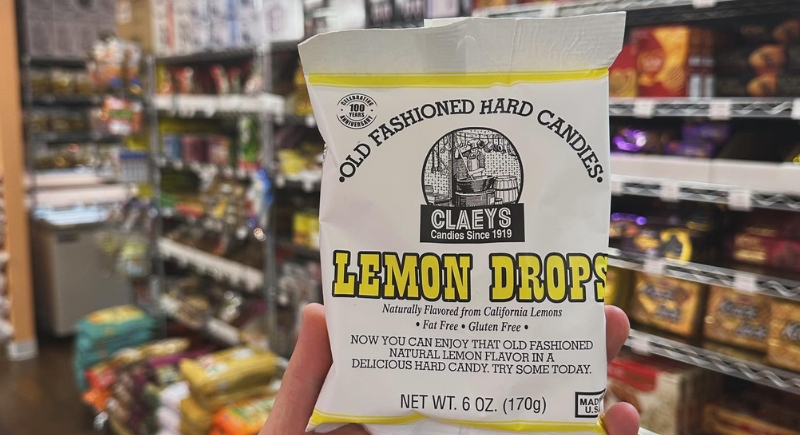 CELEBRATING
100
YEARS
ANNIVERSARY
•OLD FASHIONED HARD CANDIES•
CLAEYS
Candies Since 1919
LEMON DROPS
Naturally Flavored from California Lemons
• Fat Free • Gluten Free •
NOW YOU CAN ENJOY THAT OLD FASHIONED
NATURAL LEMON FLAVOR IN A
DELICIOUS HARD CANDY. TRY SOME TODAY.
NET WT. 6 OZ. (170g)
MADE
U.S.